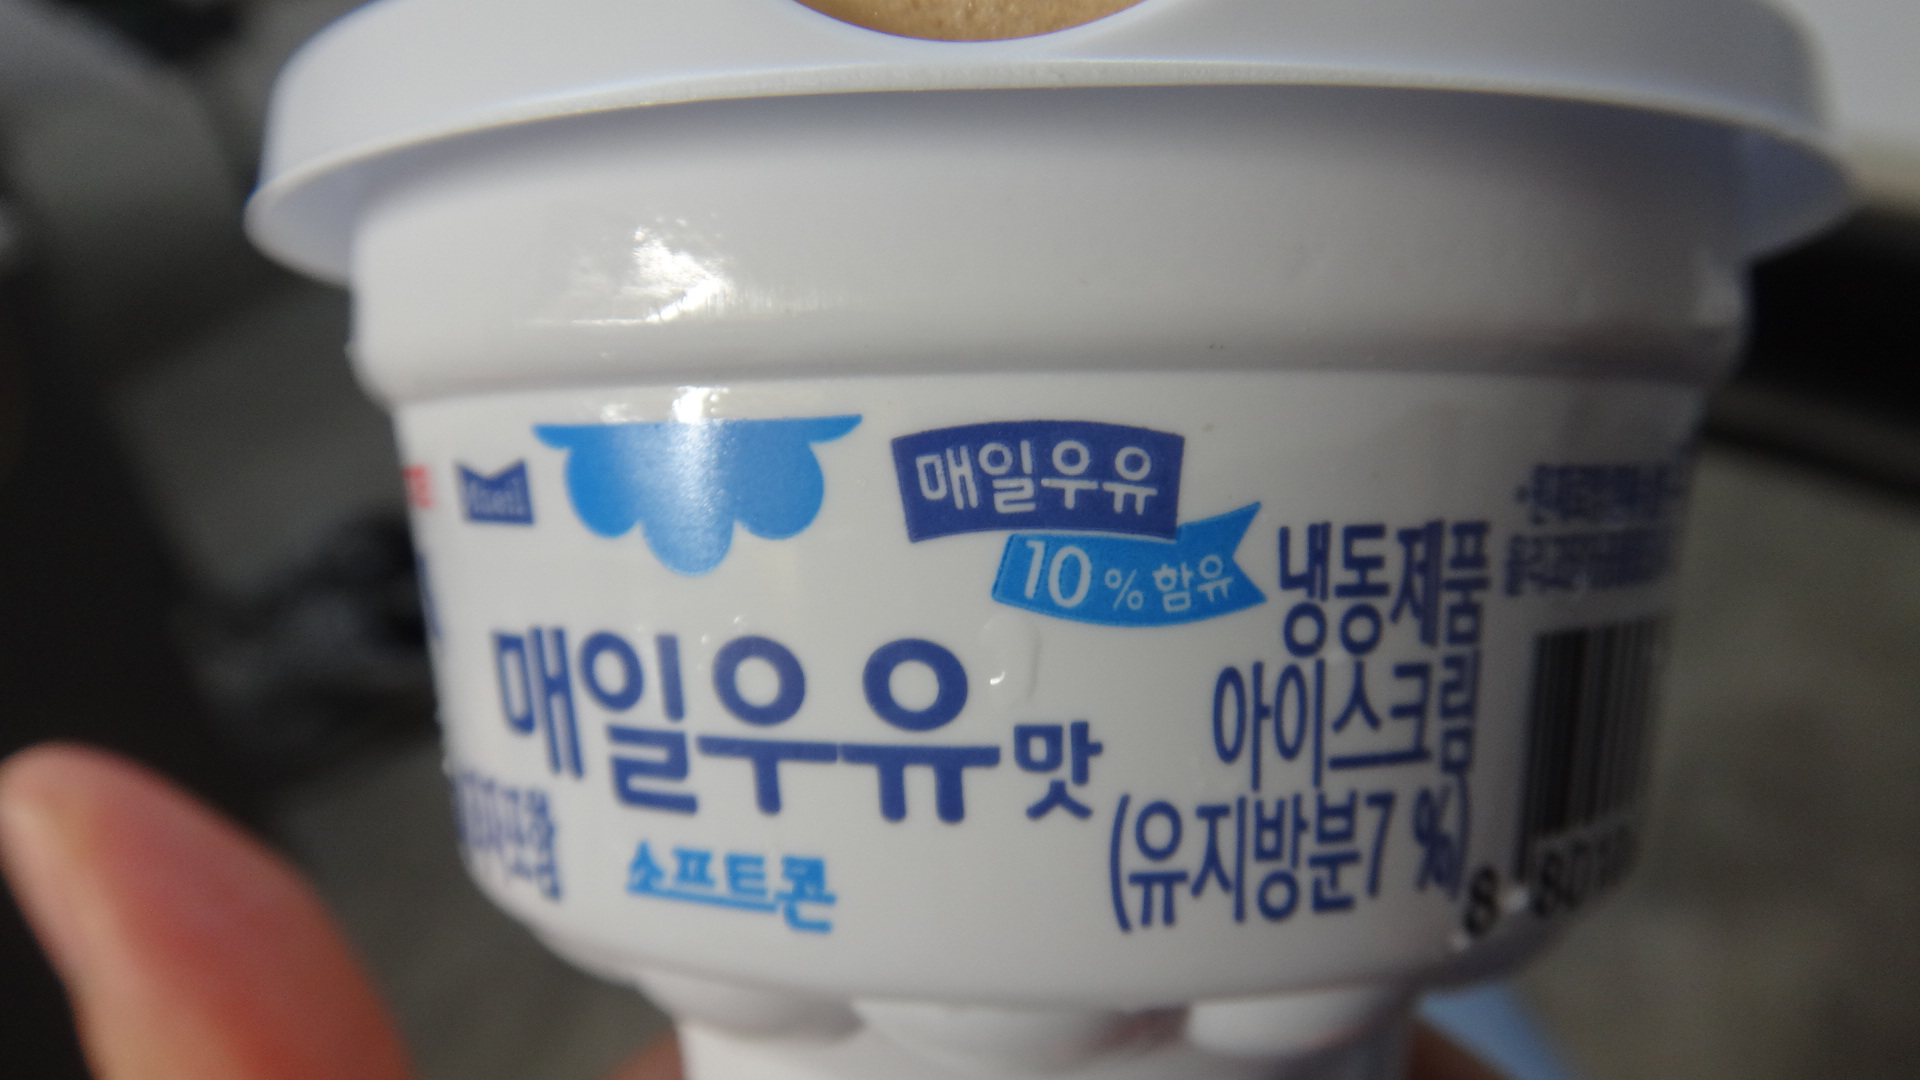 매일우유
10% 함유
매일우유맛
소프트콘
냉동제품
아이스크림
(유지방분7%)